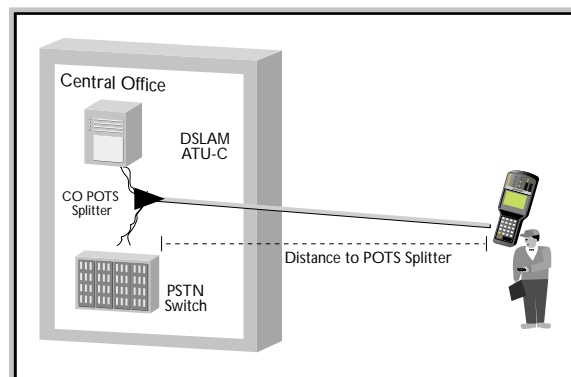 Central Office
DSLAM
ATU-C
CO POTS
Splitter
Distance to POTS Splitter
PSTN
Switch